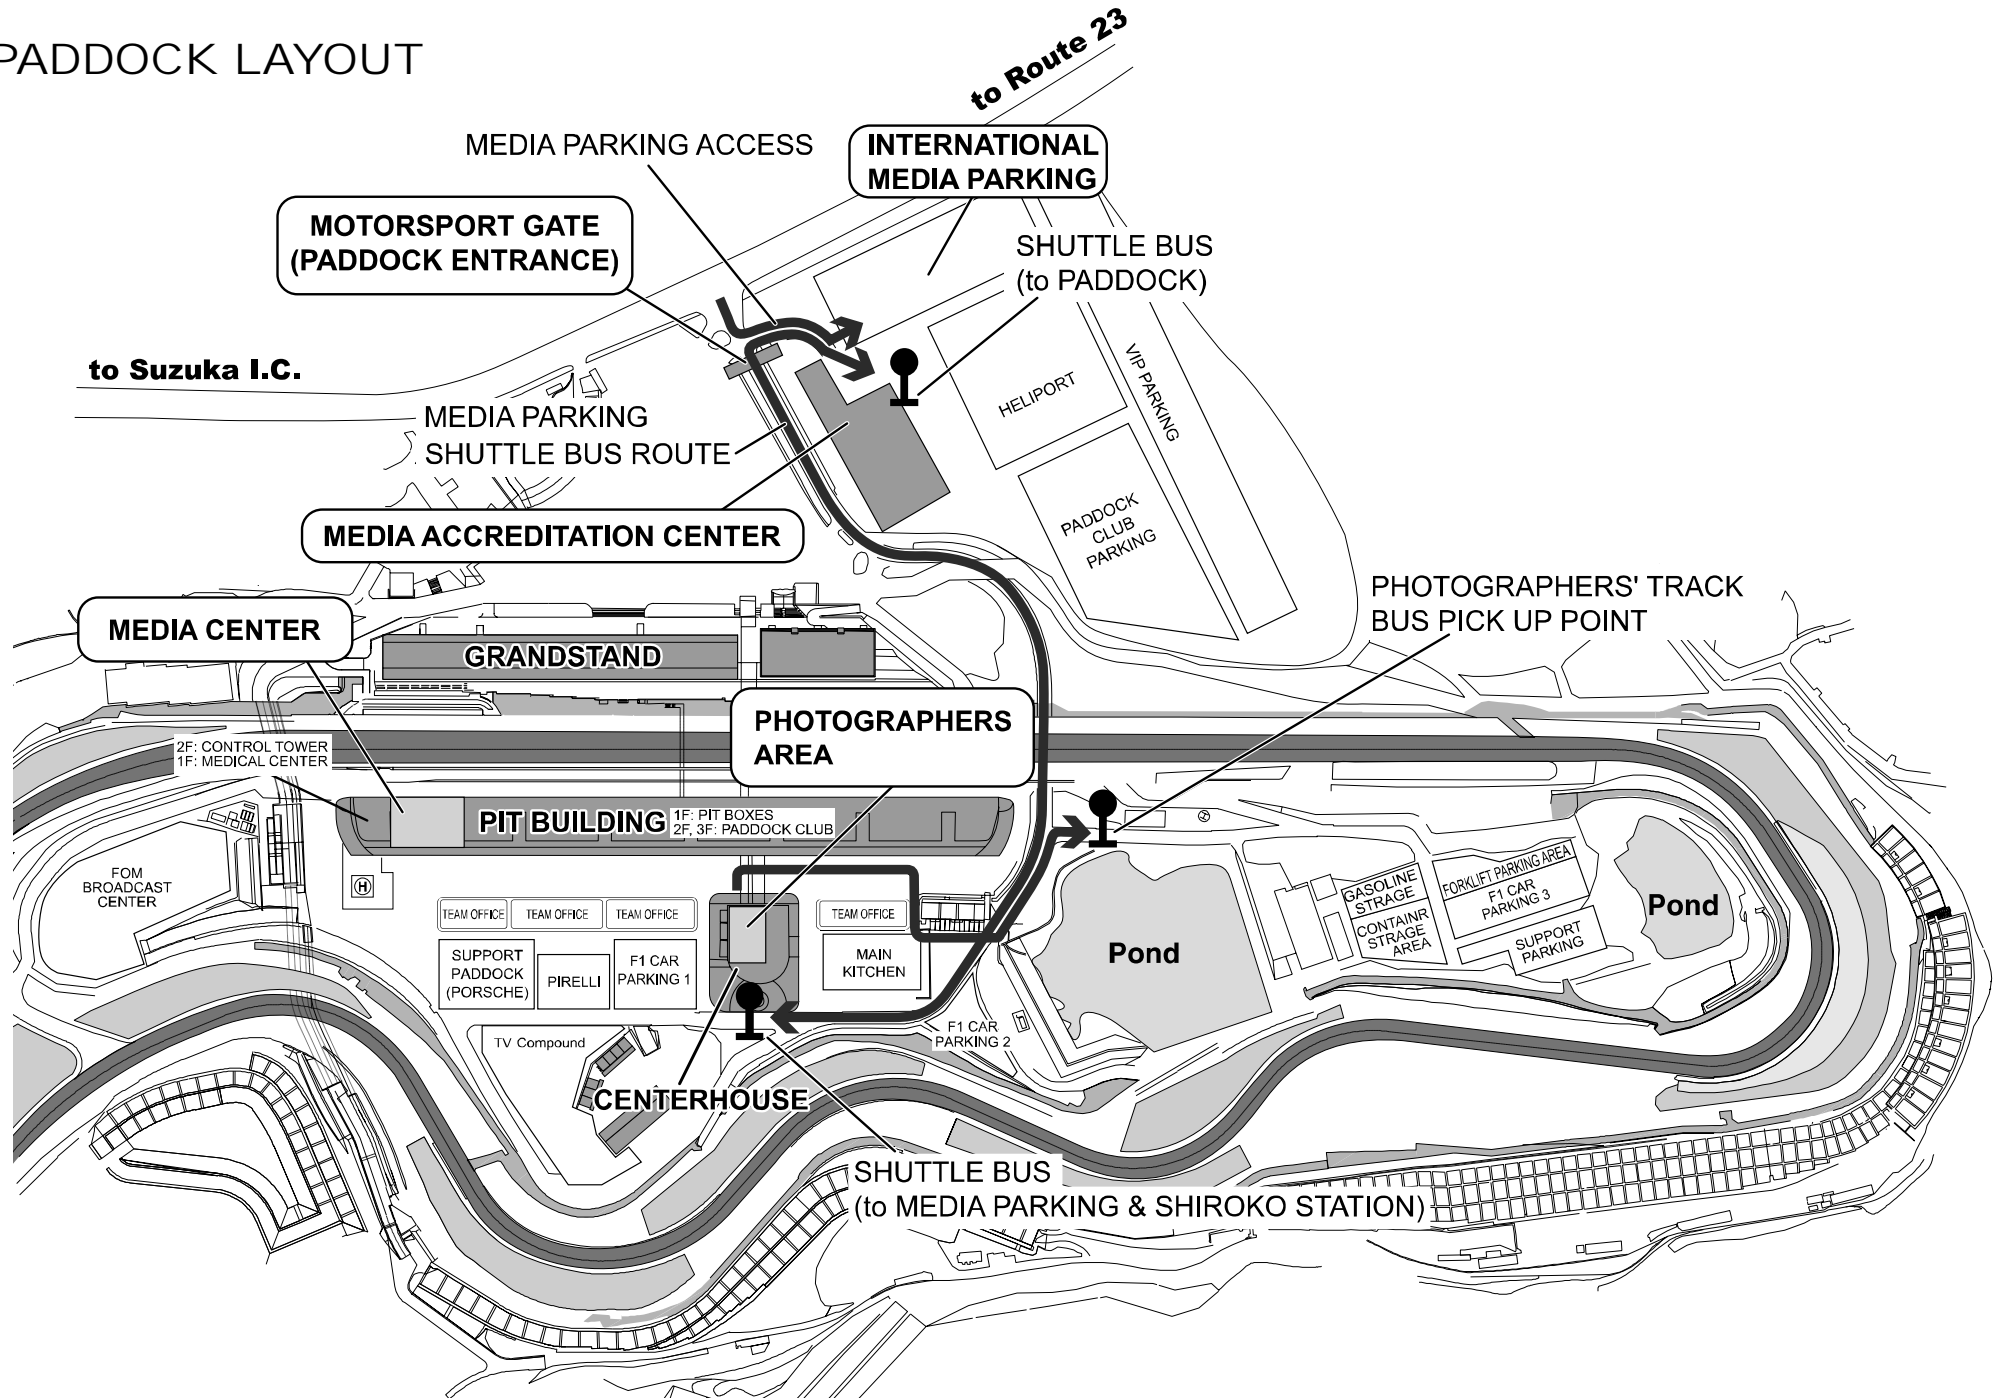 PADDOCK LAYOUT
to Route 23
MEDIA PARKING ACCESS
INTERNATIONAL
MEDIA PARKING
MOTORSPORT GATE
(PADDOCK ENTRANCE)
SHUTTLE BUS
(to PADDOCK)
to Suzuka I.C.
VIP PARKING
HELIPORT
MEDIA PARKING
SHUTTLE BUS ROUTE
PADDOCK
CLUB
PARKING
MEDIA ACCREDITATION CENTER
PHOTOGRAPHERS' TRACK
BUS PICK UP POINT
MEDIA CENTER
GRANDSTAND
PHOTOGRAPHERS
AREA
2F: CONTROL TOWER
1F: MEDICAL CENTER
PIT BUILDING
1F: PIT BOXES
2F, 3F: PADDOCK CLUB
FOM
BROADCAST
CENTER
H
H
TEAM OFFICE
TEAM OFFICE
TEAM OFFICE
TEAM OFFICE
GASOLINE
STRAGE
CONTAINR
STRAGE
AREA
FORKLIFT PARKING AREA
F1 CAR
PARKING 3
SUPPORT
PARKING
Pond
Pond
SUPPORT
PADDOCK
(PORSCHE)
PIRELLI
F1 CAR
PARKING 1
MAIN
KITCHEN
TV Compound
F1 CAR
PARKING 2
CENTERHOUSE
SHUTTLE BUS
(to MEDIA PARKING & SHIROKO STATION)